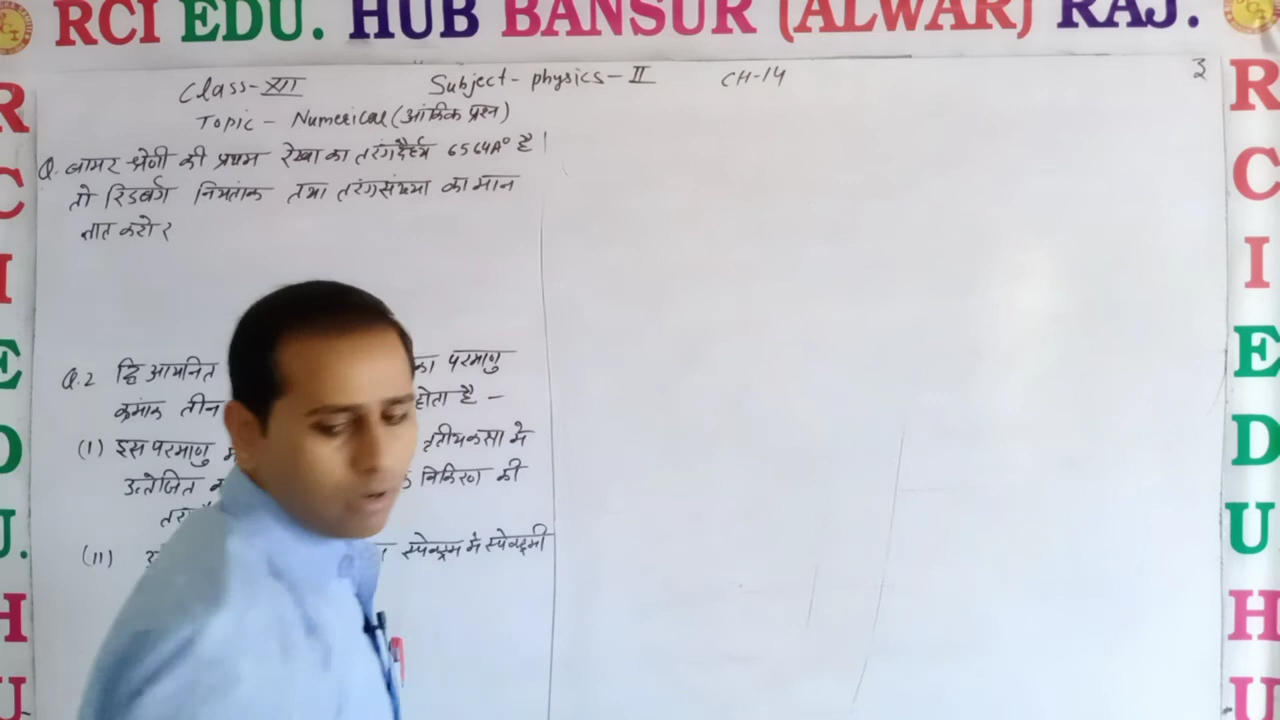 RCI EDU. HUB BANSUR (ALWAR) RAJ.
Class-XII Subject-physics-II CH-14
3
Topic - Numerical (आंकिक प्रश्न)
Q. बामर श्रेणी की प्रथम रेखा का तरंगदैर्ध्य 6564A° है।
तो रिडबर्ग नियतांक तथा तरंगसंख्या का मान
ज्ञात करो?
Q.2 द्वि आयनित का परमाणु
क्रमांक तीन होता है -
(I) इस परमाणु तृतीय कक्षा में
उत्तेजित विकिरण की
(II) स्पेक्ट्रम में स्पेक्ट्रमी
R
C
I
E
D
U.
H
U
R
C
I
E
D
U
H
U